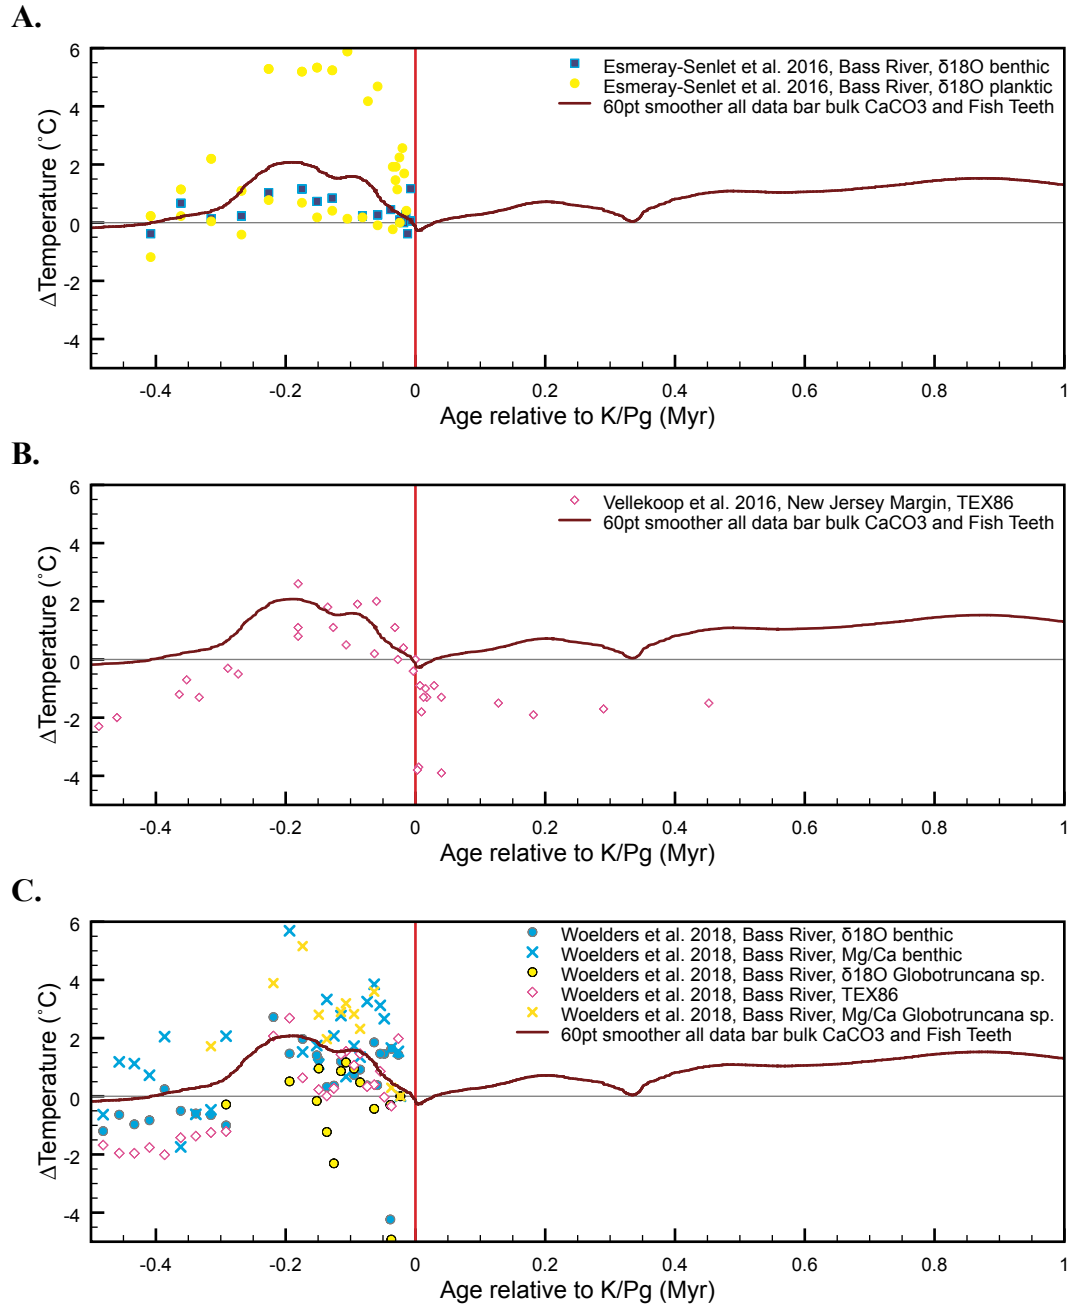 A.
6
4
2
0
-2
-4
ΔTemperature (˚C)
Esmeray-Senlet et al. 2016, Bass River, δ18O benthic
Esmeray-Senlet et al. 2016, Bass River, δ18O planktic
60pt smoother all data bar bulk CaCO3 and Fish Teeth
-0.4 -0.2 0 0.2 0.4 0.6 0.8 1
Age relative to K/Pg (Myr)
B.
6
4
2
0
-2
-4
ΔTemperature (˚C)
Vellekoop et al. 2016, New Jersey Margin, TEX86
60pt smoother all data bar bulk CaCO3 and Fish Teeth
-0.4 -0.2 0 0.2 0.4 0.6 0.8 1
Age relative to K/Pg (Myr)
C.
6
4
2
0
-2
-4
ΔTemperature (˚C)
Woelders et al. 2018, Bass River, δ18O benthic
Woelders et al. 2018, Bass River, Mg/Ca benthic
Woelders et al. 2018, Bass River, δ18O Globotruncana sp.
Woelders et al. 2018, Bass River, TEX86
Woelders et al. 2018, Bass River, Mg/Ca Globotruncana sp.
60pt smoother all data bar bulk CaCO3 and Fish Teeth
-0.4 -0.2 0 0.2 0.4 0.6 0.8 1
Age relative to K/Pg (Myr)